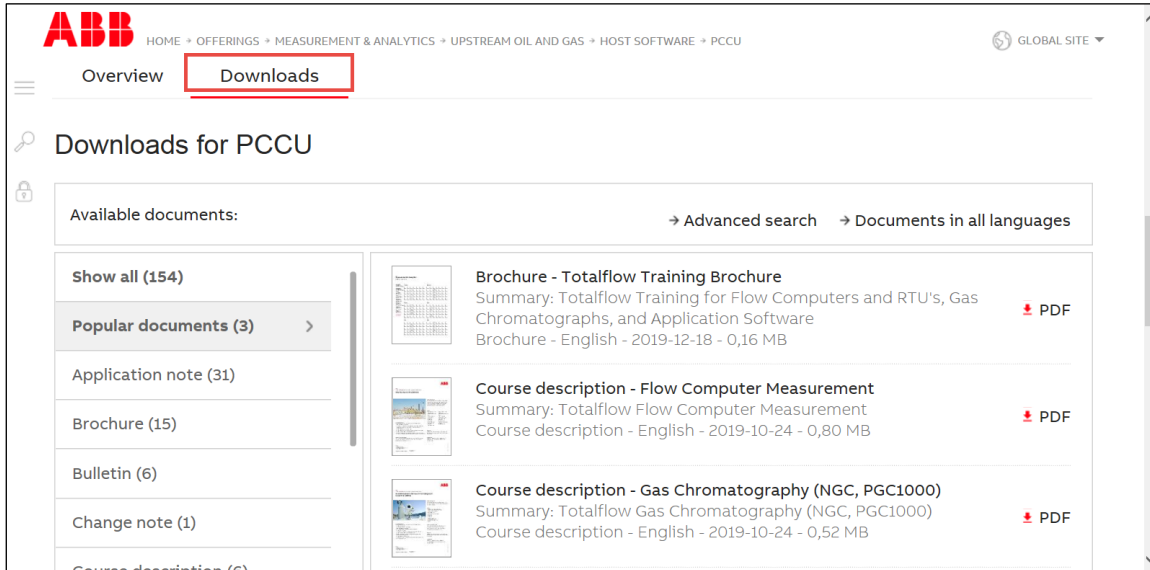 ABB
HOME → OFFERINGS → MEASUREMENT & ANALYTICS → UPSTREAM OIL AND GAS → HOST SOFTWARE → PCCU
GLOBAL SITE
Overview
Downloads
Downloads for PCCU
Available documents:
→ Advanced search
→ Documents in all languages
Show all (154)
Popular documents (3)
Application note (31)
Brochure (15)
Bulletin (6)
Change note (1)
Course description (6)
Brochure - Totalflow Training Brochure
Summary: Totalflow Training for Flow Computers and RTU's, Gas
Chromatographs, and Application Software
Brochure - English - 2019-12-18 - 0,16 MB
PDF
Course description - Flow Computer Measurement
Summary: Totalflow Flow Computer Measurement
Course description - English - 2019-10-24 - 0,80 MB
PDF
Course description - Gas Chromatography (NGC, PGC1000)
Summary: Totalflow Gas Chromatography (NGC, PGC1000)
Course description - English - 2019-10-24 - 0,52 MB
PDF